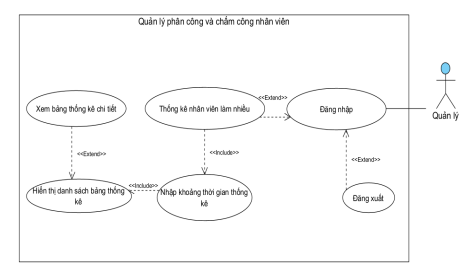 Quản lý phân công và chấm công nhân viên
Xem bảng thống kê chi tiết
Thống kê nhân viên làm nhiều
<<Extend>>
Đăng nhập
Quản lý
<<Extend>>
<<Include>>
<<Extend>>
Hiển thị danh sách bảng thống
kê
<<Include>>
Nhập khoảng thời gian thống
kê
Đăng xuất